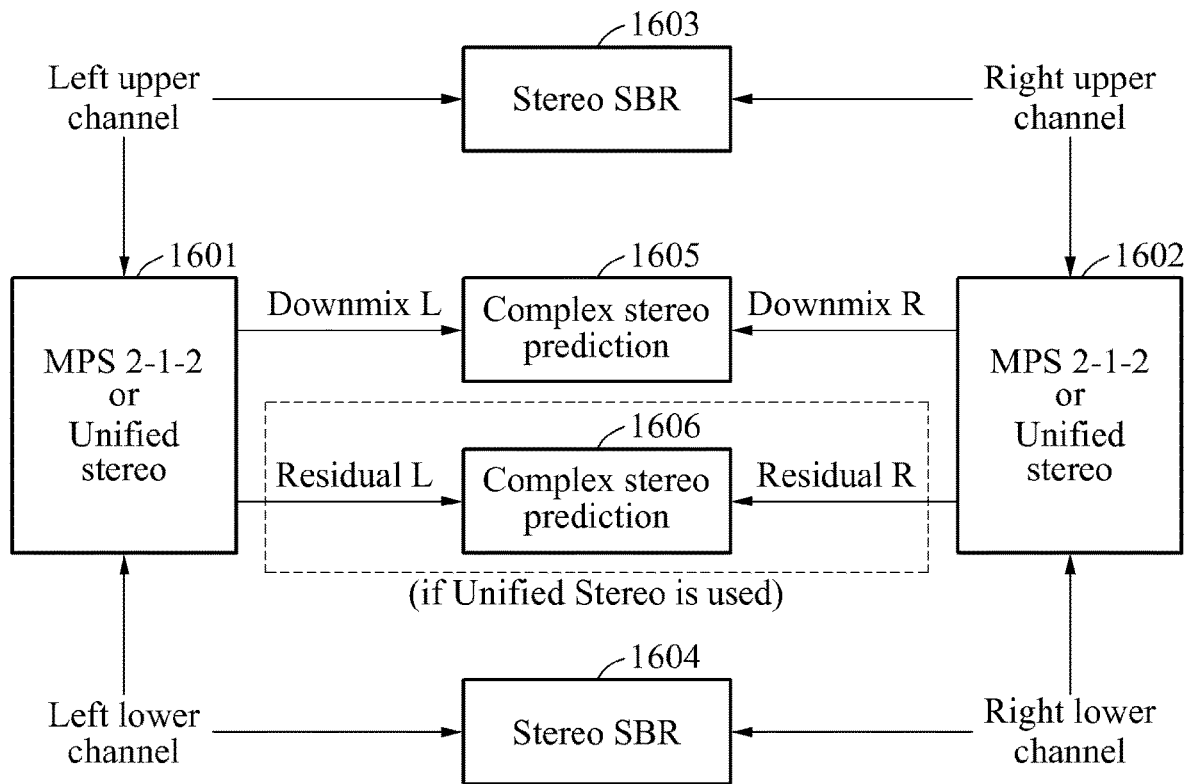 1603
Left upper
channel
Stereo SBR
Right upper
channel
1601
1605
1602
MPS 2-1-2
or
Unified
stereo
Downmix L
Complex stereo
prediction
Downmix R
MPS 2-1-2
or
Unified
stereo
1606
Residual L
Complex stereo
prediction
Residual R
(if Unified Stereo is used)
1604
Left lower
channel
Stereo SBR
Right lower
channel